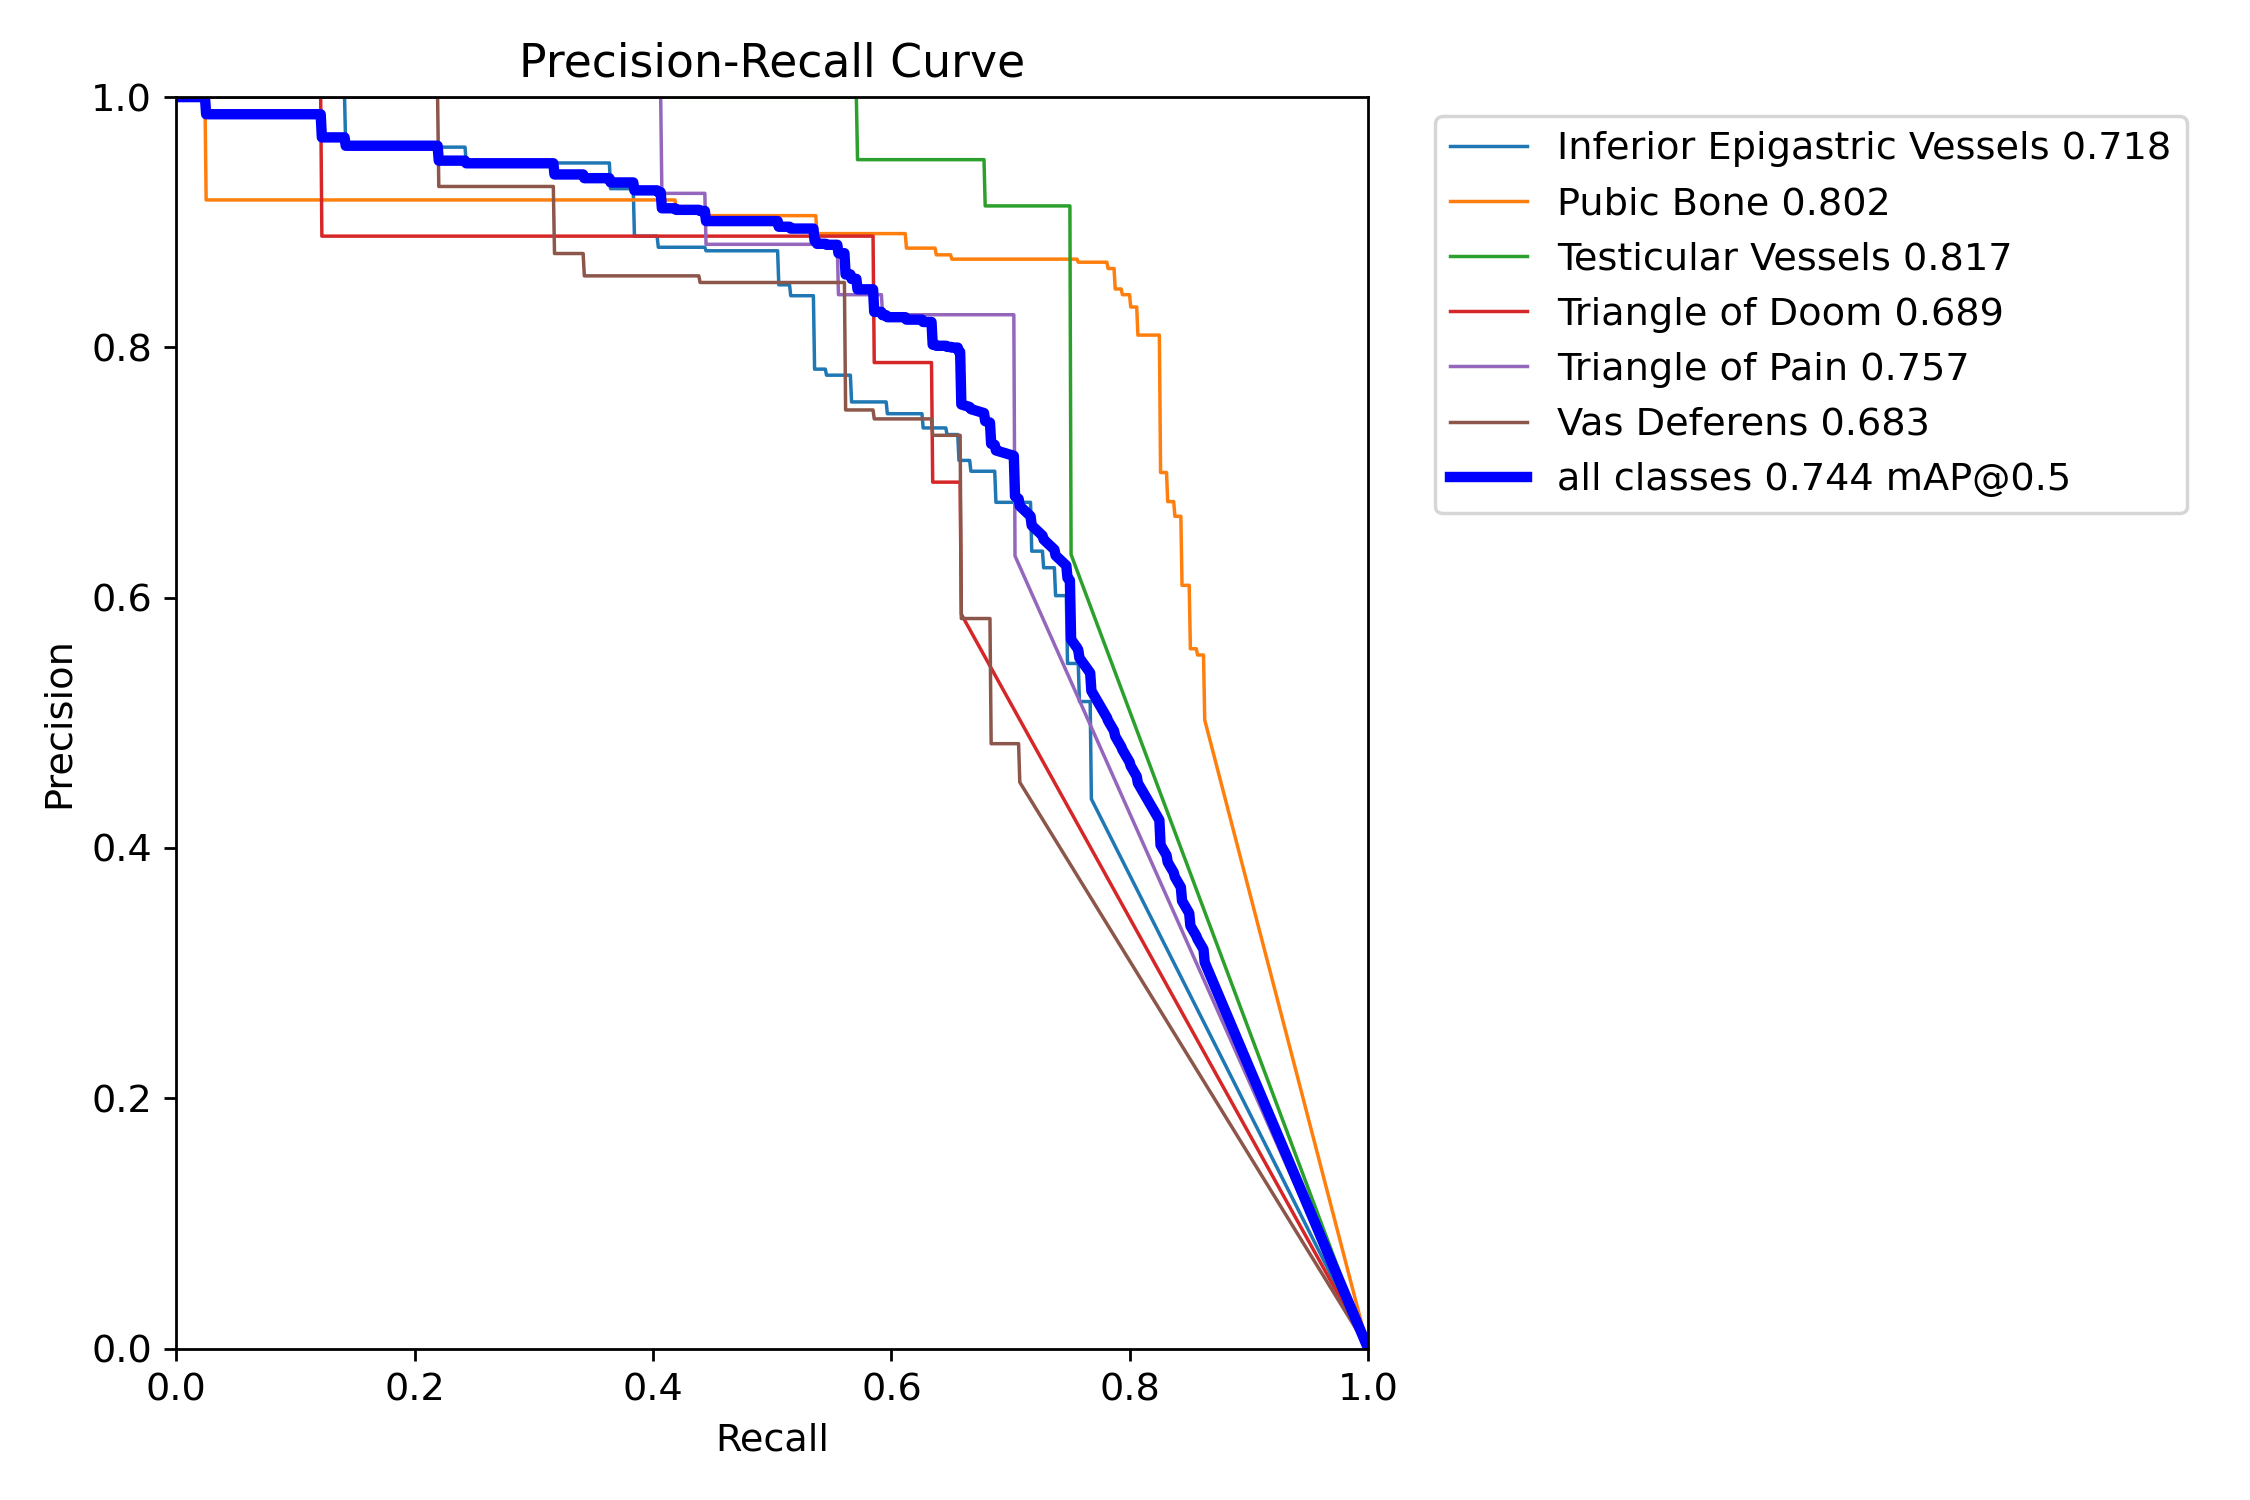 Precision-Recall Curve
1.0
0.8
0.6
0.4
0.2
0.0
Precision
0.0 0.2 0.4 0.6 0.8 1.0
Recall
Inferior Epigastric Vessels 0.718
Pubic Bone 0.802
Testicular Vessels 0.817
Triangle of Doom 0.689
Triangle of Pain 0.757
Vas Deferens 0.683
all classes 0.744 mAP@0.5